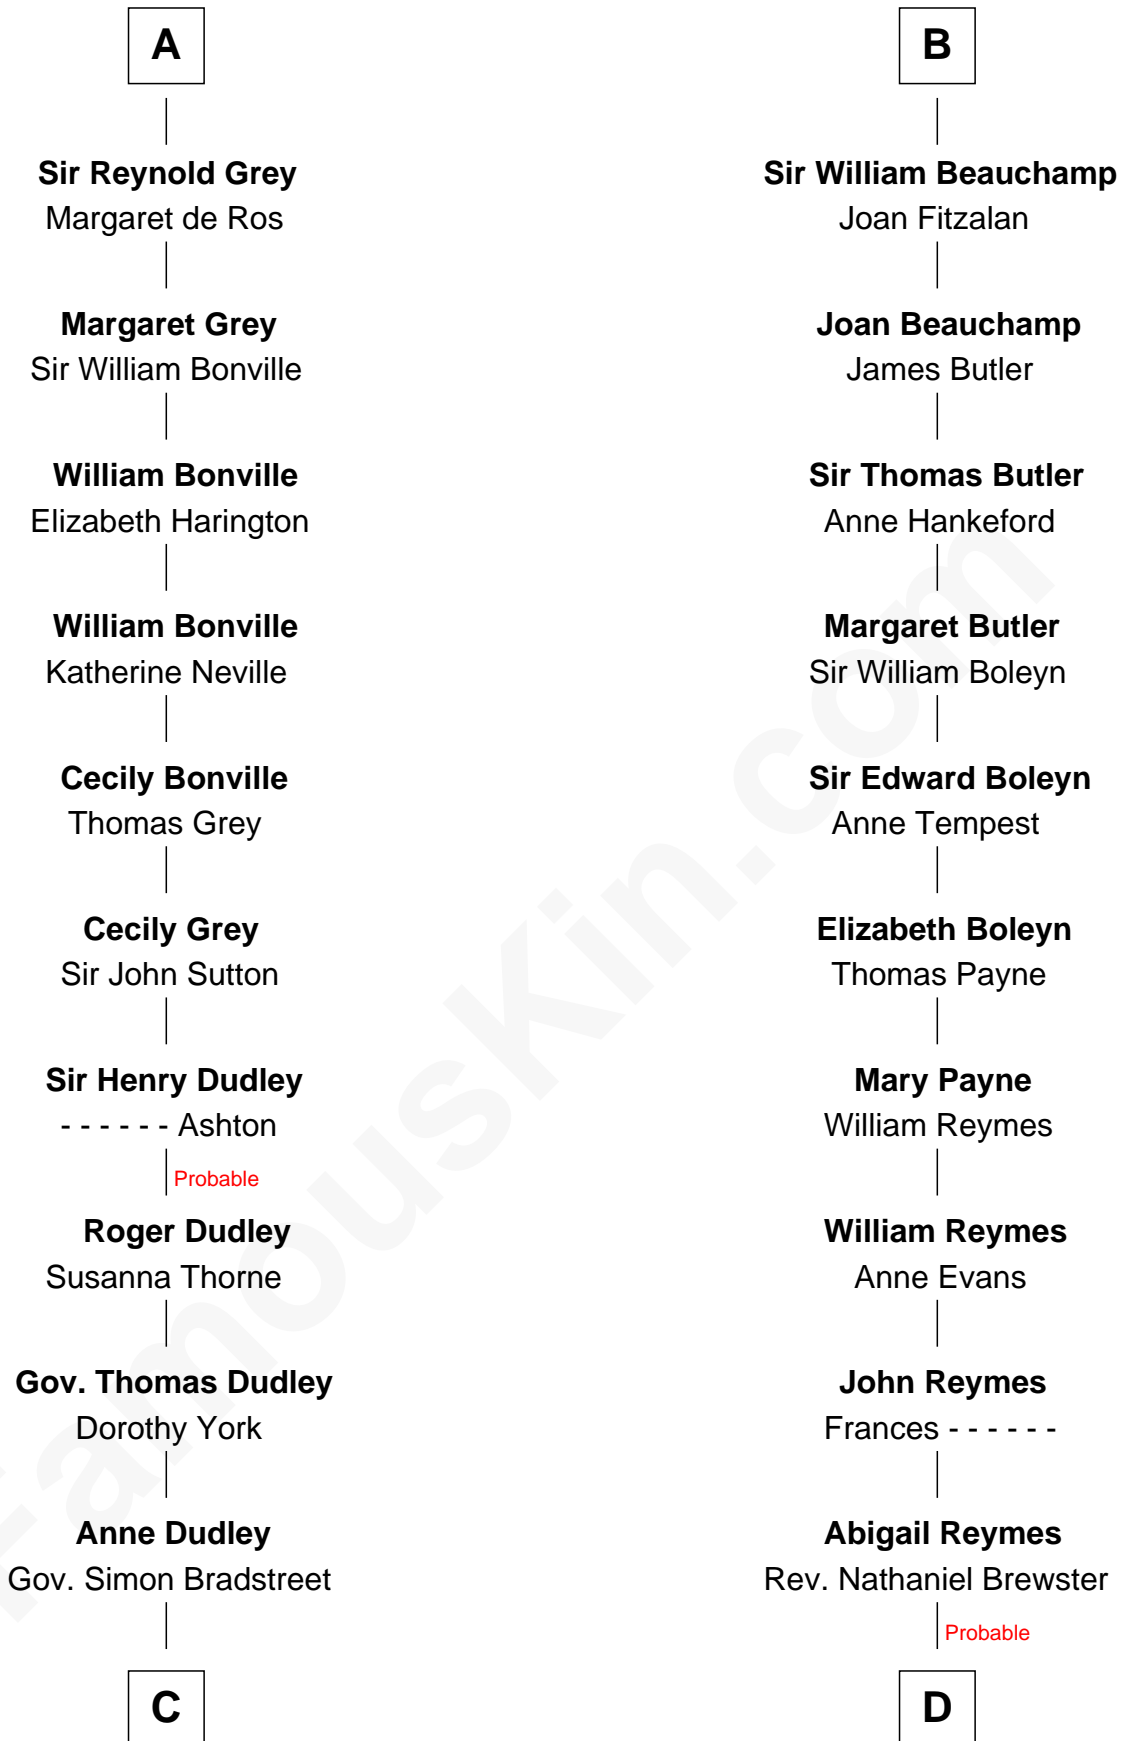 A
Sir Reynold Grey
Margaret de Ros
Margaret Grey
Sir William Bonville
William Bonville
Elizabeth Harington
William Bonville
Katherine Neville
Cecily Bonville
Thomas Grey
Cecily Grey
Sir John Sutton
Sir Henry Dudley
- - - - - - Ashton
Probable
Roger Dudley
Susanna Thorne
Gov. Thomas Dudley
Dorothy York
Anne Dudley
Gov. Simon Bradstreet
C
B
Sir William Beauchamp
Joan Fitzalan
Joan Beauchamp
James Butler
Sir Thomas Butler
Anne Hankeford
Margaret Butler
Sir William Boleyn
Sir Edward Boleyn
Anne Tempest
Elizabeth Boleyn
Thomas Payne
Mary Payne
William Reymes
William Reymes
Anne Evans
John Reymes
Frances - - - - - -
Abigail Reymes
Rev. Nathaniel Brewster
Probable
D
FamousKin.com